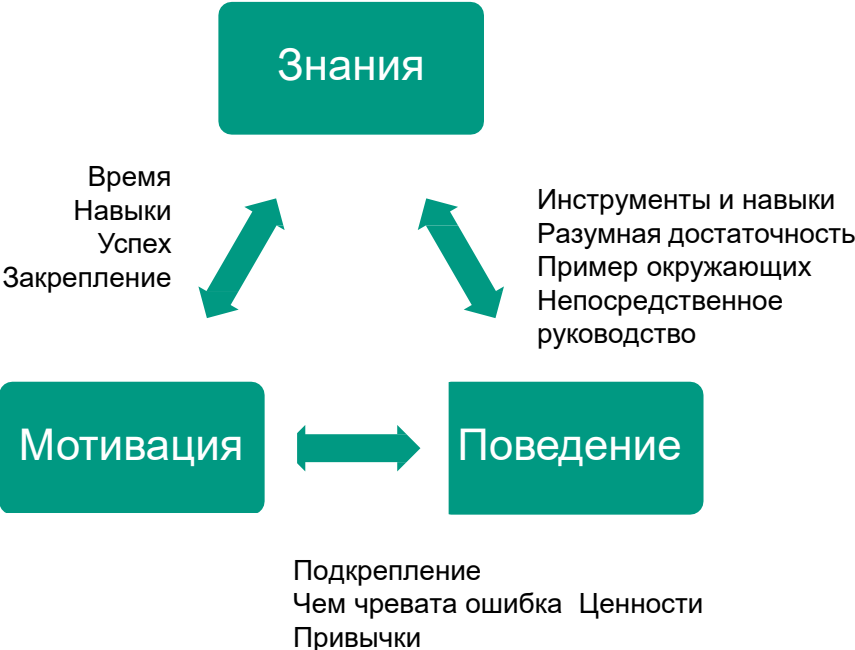 Знания
Время
Навыки
Успех
Закрепление
Инструменты и навыки
Разумная достаточность
Пример окружающих
Непосредственное
руководство
Мотивация
Поведение
Подкрепление
Чем чревата ошибка  Ценности
Привычки